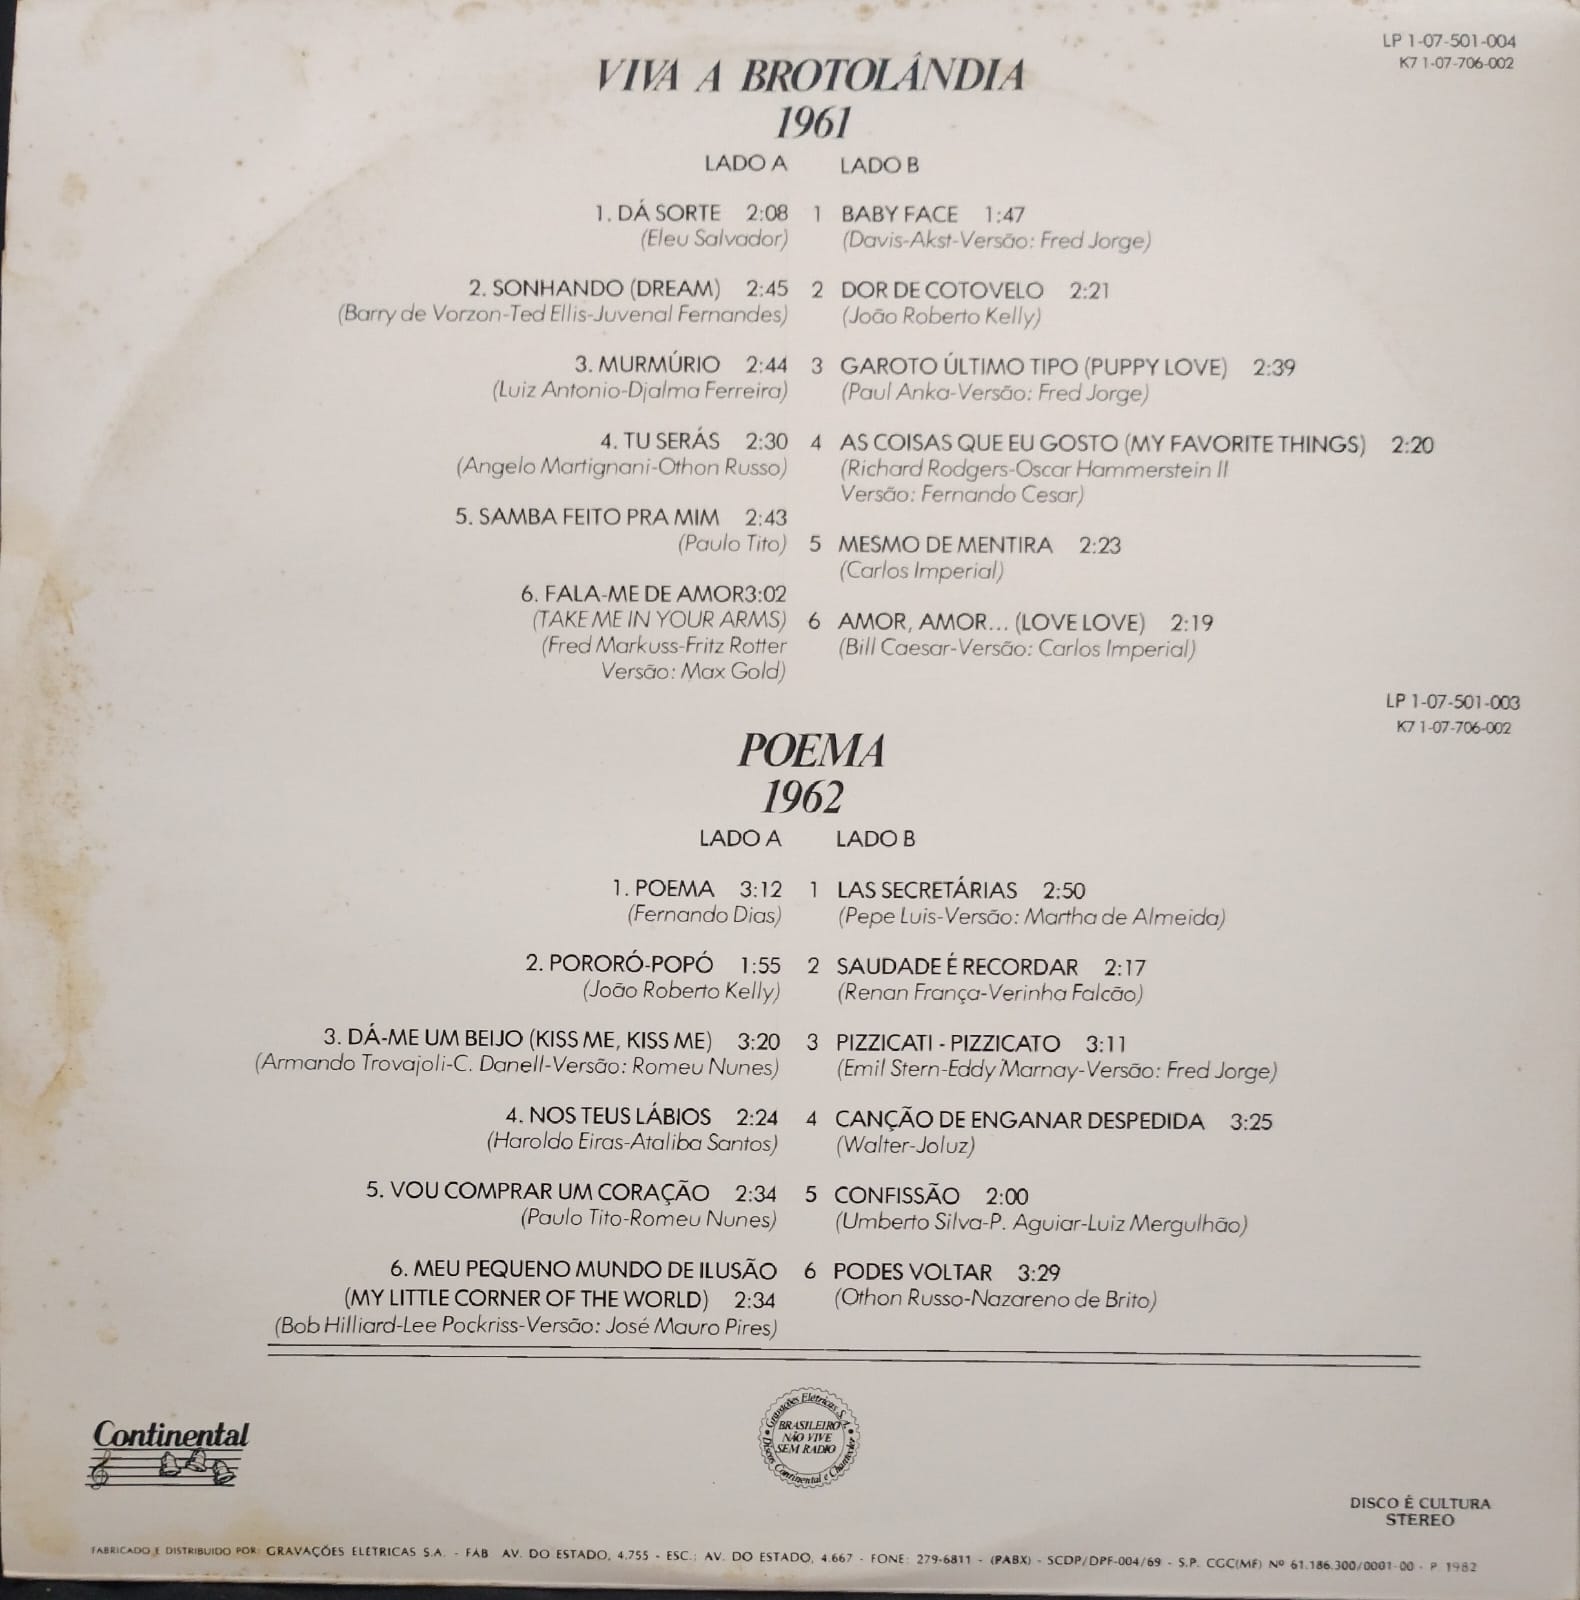 LP 1-07-501-004
K7 1-07-706-002
VIVA A BROTOLÂNDIA
1961
LADO A
1. DÁ SORTE 2:08
(Eleu Salvador)
2. SONHANDO (DREAM) 2:45
(Barry de Vorzon-Ted Ellis-Juvenal Fernandes)
3. MURMÚRIO 2:44
(Luiz Antonio-Djalma Ferreira)
4. TU SERÁS 2:30
(Angelo Martignani-Othon Russo)
5. SAMBA FEITO PRA MIM 2:43
(Paulo Tito)
6. FALA-ME DE AMOR3:02
(TAKE ME IN YOUR ARMS)
(Fred Markuss-Fritz Rotter
Versão: Max Gold)
LADO B
1 BABY FACE 1:47
(Davis-Akst-Versão: Fred Jorge)
2 DOR DE COTOVELO 2:21
(João Roberto Kelly)
3 GAROTO ÚLTIMO TIPO (PUPPY LOVE) 2:39
(Paul Anka-Versão: Fred Jorge)
4 AS COISAS QUE EU GOSTO (MY FAVORITE THINGS) 2:20
(Richard Rodgers-Oscar Hammerstein II
Versão: Fernando Cesar)
5 MESMO DE MENTIRA 2:23
(Carlos Imperial)
6 AMOR, AMOR... (LOVE LOVE) 2:19
(Bill Caesar-Versão: Carlos Imperial)
LP 1-07-501-003
K7 1-07-706-002
POEMA
1962
LADO A
1. POEMA 3:12
(Fernando Dias)
2. PORORÓ-POPÓ 1:55
(João Roberto Kelly)
3. DÁ-ME UM BEIJO (KISS ME, KISS ME) 3:20
(Armando Trovajoli-C. Danell-Versão: Romeu Nunes)
4. NOS TEUS LÁBIOS 2:24
(Haroldo Eiras-Ataliba Santos)
5. VOU COMPRAR UM CORAÇÃO 2:34
(Paulo Tito-Romeu Nunes)
6. MEU PEQUENO MUNDO DE ILUSÃO
(MY LITTLE CORNER OF THE WORLD) 2:34
(Bob Hilliard-Lee Pockriss-Versão: José Mauro Pires)
LADO B
1 LAS SECRETÁRIAS 2:50
(Pepe Luis-Versão: Martha de Almeida)
2 SAUDADE É RECORDAR 2:17
(Renan França-Verinha Falcão)
3 PIZZICATI - PIZZICATO 3:11
(Emil Stern-Eddy Marnay-Versão: Fred Jorge)
4 CANÇÃO DE ENGANAR DESPEDIDA 3:25
(Walter-Joluz)
5 CONFISSÃO 2:00
(Umberto Silva-P. Aguiar-Luiz Mergulhão)
6 PODES VOLTAR 3:29
(Othon Russo-Nazareno de Brito)
Continental
Gravações Elétricas S.A.
BRASILEIRO
NÃO VIVE
SEM RADIO
Discos Continental e Chantecler
DISCO É CULTURA
STEREO
FABRICADO E DISTRIBUIDO POR: GRAVAÇÕES ELETRICAS S.A. - FAB AV. DO ESTADO, 4.755 - ESC.: AV. DO ESTADO, 4.667 - FONE: 279-6811 - (PABX) - SCDP/DPF-004/69 - S.P. CGC(MF) Nº 61.186.300/0001-00 - P 1982